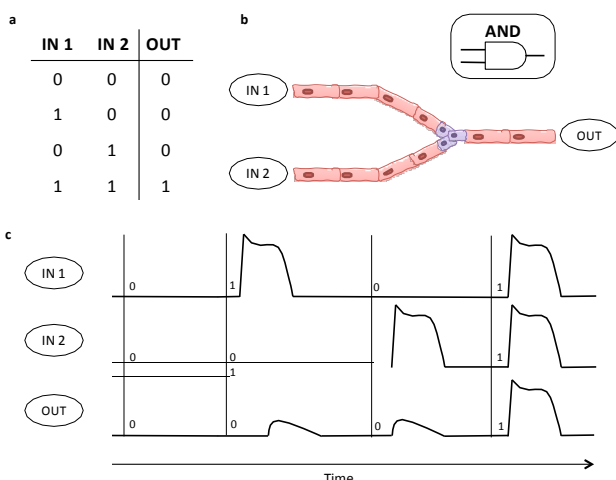 a
IN 1 IN 2 OUT
0 0 0
1 0 0
0 1 0
1 1 1
b
AND
IN 1
IN 2
OUT
c
IN 1
0 1 0 1
IN 2
0 0 1
1
OUT
0 0 0 1
Time